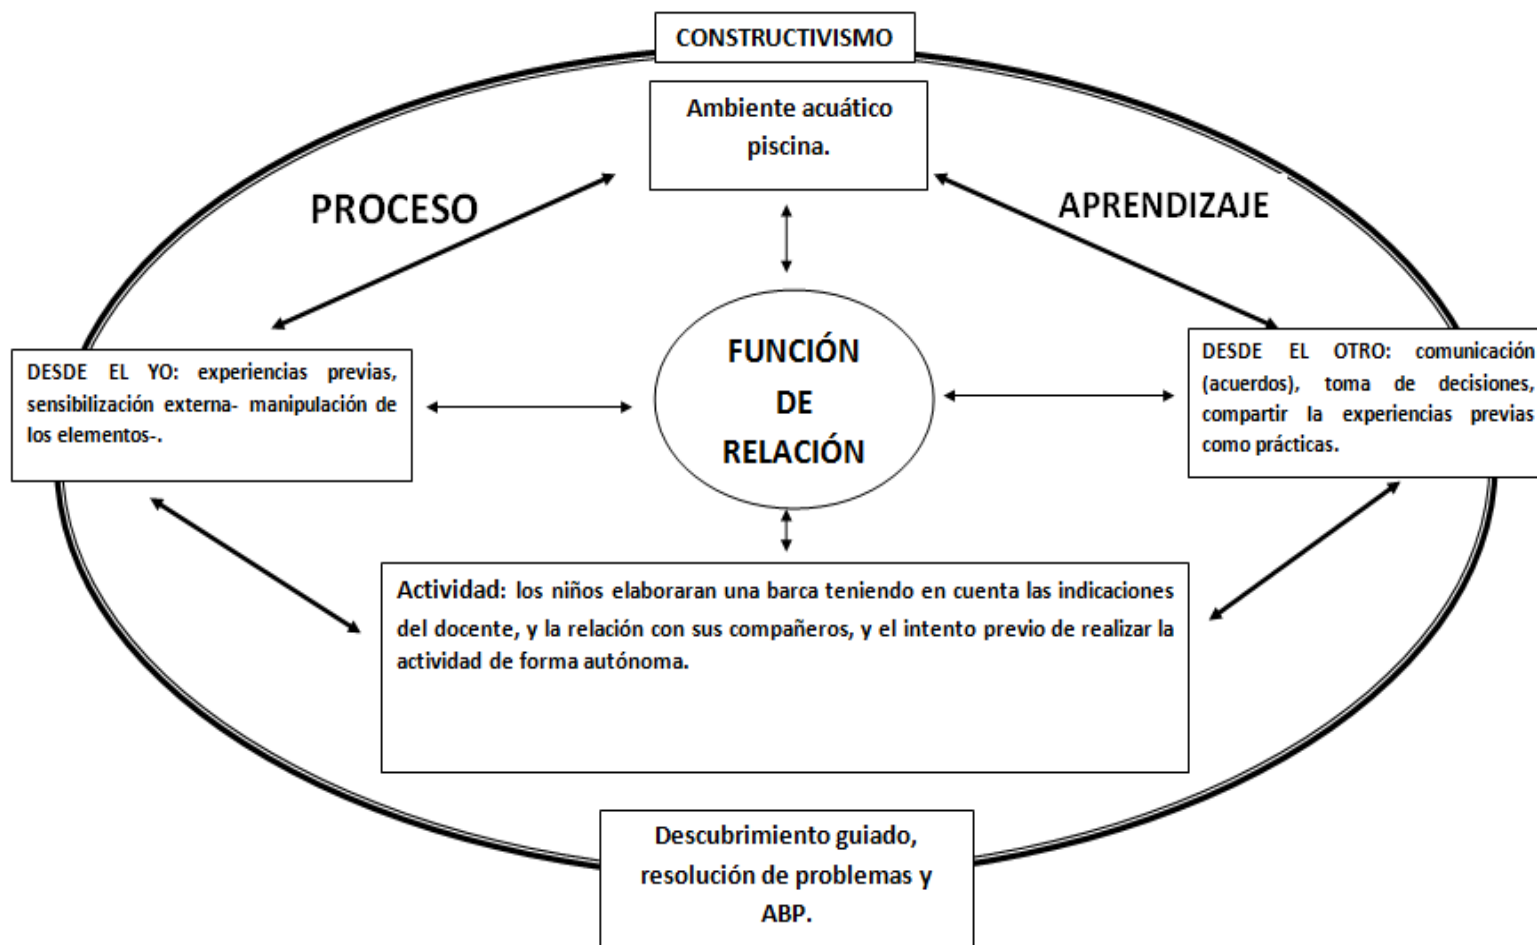 CONSTRUCTIVISMO
Ambiente acuático
piscina.
PROCESO
APRENDIZAJE
DESDE EL YO: experiencias previas,
sensibilización externa- manipulación de
los elementos-.
FUNCIÓN
DE
RELACIÓN
DESDE EL OTRO: comunicación
(acuerdos), toma de decisiones,
compartir la experiencias previas
como prácticas.
Actividad: los niños elaboraran una barca teniendo en cuenta las indicaciones
del docente, y la relación con sus compañeros, y el intento previo de realizar la
actividad de forma autónoma.
Descubrimiento guiado,
resolución de problemas y
ABP.